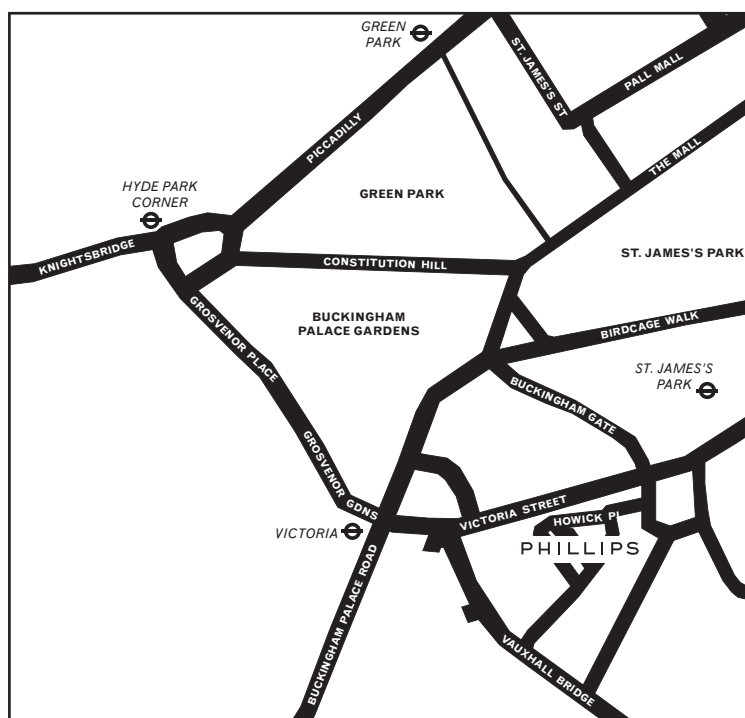 GREEN
PARK
ST. JAMES'S ST
PALL MALL
PICCADILLY
THE MALL
HYDE PARK
CORNER
GREEN PARK
KNIGHTSBRIDGE
CONSTITUTION HILL
ST. JAMES'S PARK
GROSVENOR PLACE
BUCKINGHAM
PALACE GARDENS
BIRDCAGE WALK
ST. JAMES'S
PARK
BUCKINGHAM GATE
GROSVENOR GDNS
VICTORIA STREET
HOWICK PL
VICTORIA
PHILLIPS
BUCKINGHAM PALACE ROAD
VAUXHALL BRIDGE